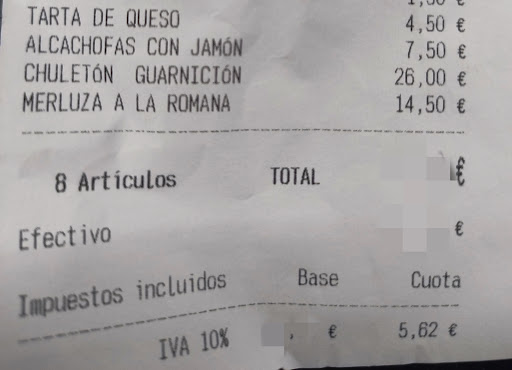 TARTA DE QUESO 4,50 €
ALCACHOFAS CON JAMÓN 7,50 €
CHULETÓN GUARNICIÓN 26,00 €
MERLUZA A LA ROMANA 14,50 €
8 Artículos TOTAL €
Efectivo €
Impuestos incluidos Base Cuota
IVA 10% , € 5,62 €